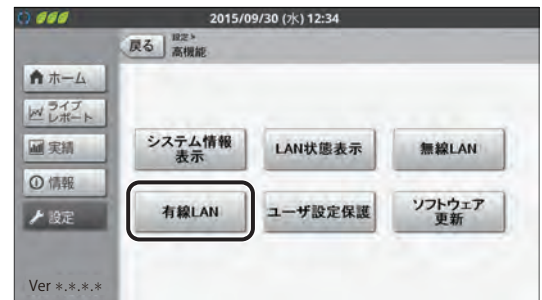 2015/09/30 (水) 12:34
戻る
設定>
高機能
ホーム
ライブ
レポート
実績
情報
設定
システム情報
表示
LAN状態表示
無線LAN
有線LAN
ユーザ設定保護
ソフトウェア
更新
Ver *.*.*.*